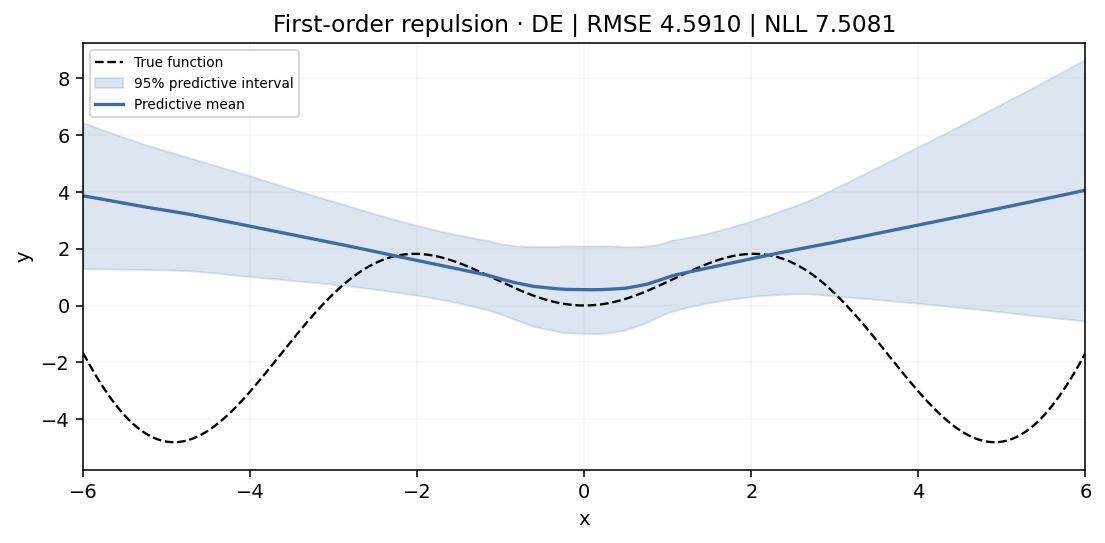 First-order repulsion · DE | RMSE 4.5910 | NLL 7.5081
True function
95% predictive interval
Predictive mean
y
8
6
4
2
0
−2
−4
−6 −4 −2 0 2 4 6
x